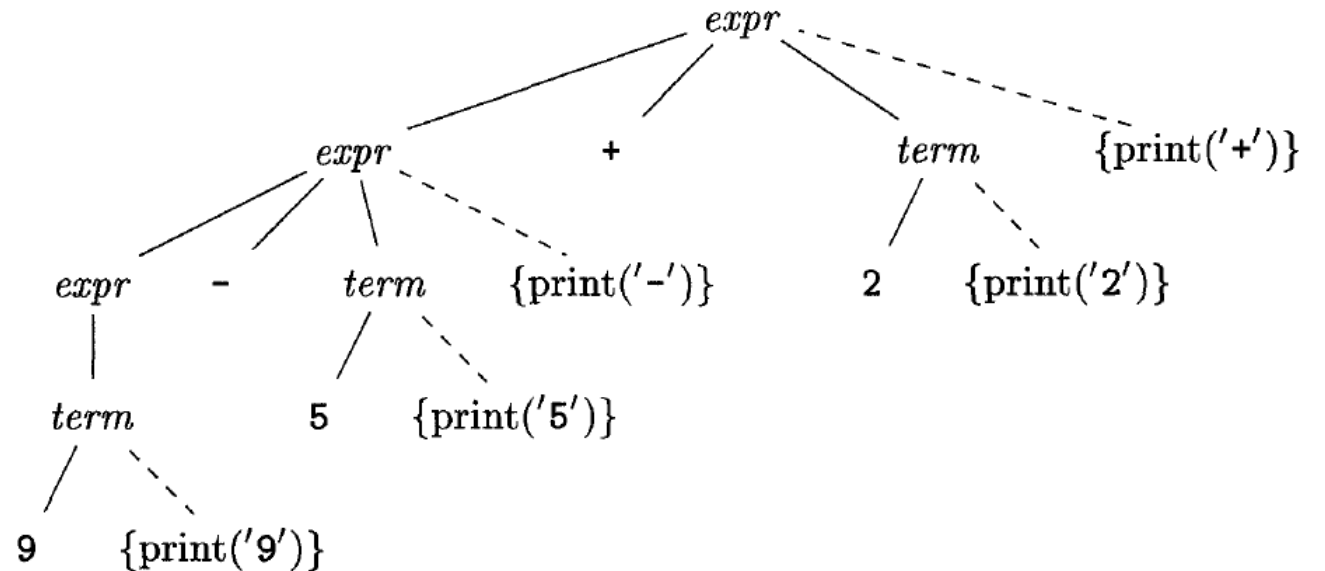 expr
expr + term {print('+')}
expr - term {print('-')} 2 {print('2')}
term 5 {print('5')}
9 {print('9')}